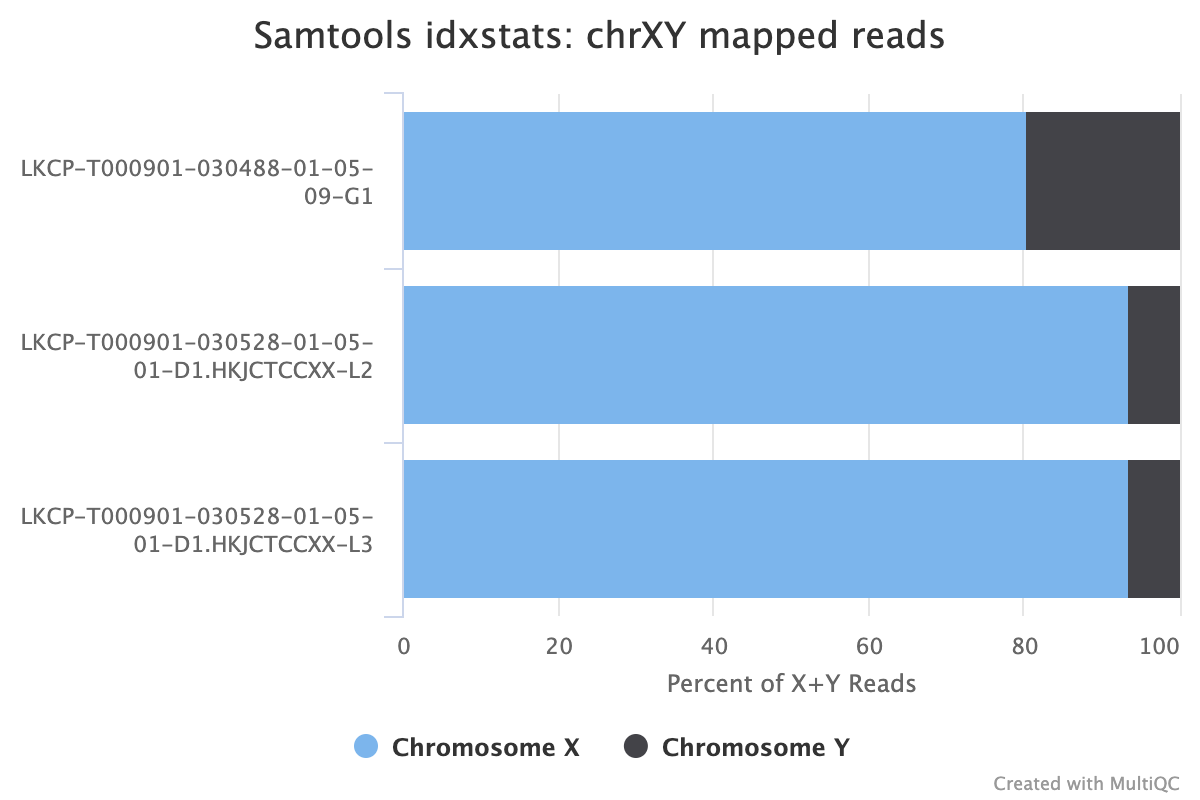 Samtools idxstats: chrXY mapped reads
LKCP-T000901-030488-01-05-
09-G1
LKCP-T000901-030528-01-05-
01-D1.HKJCTCCXX-L2
LKCP-T000901-030528-01-05-
01-D1.HKJCTCCXX-L3
0 20 40 60 80 100
Percent of X+Y Reads
Chromosome X Chromosome Y
Created with MultiQC